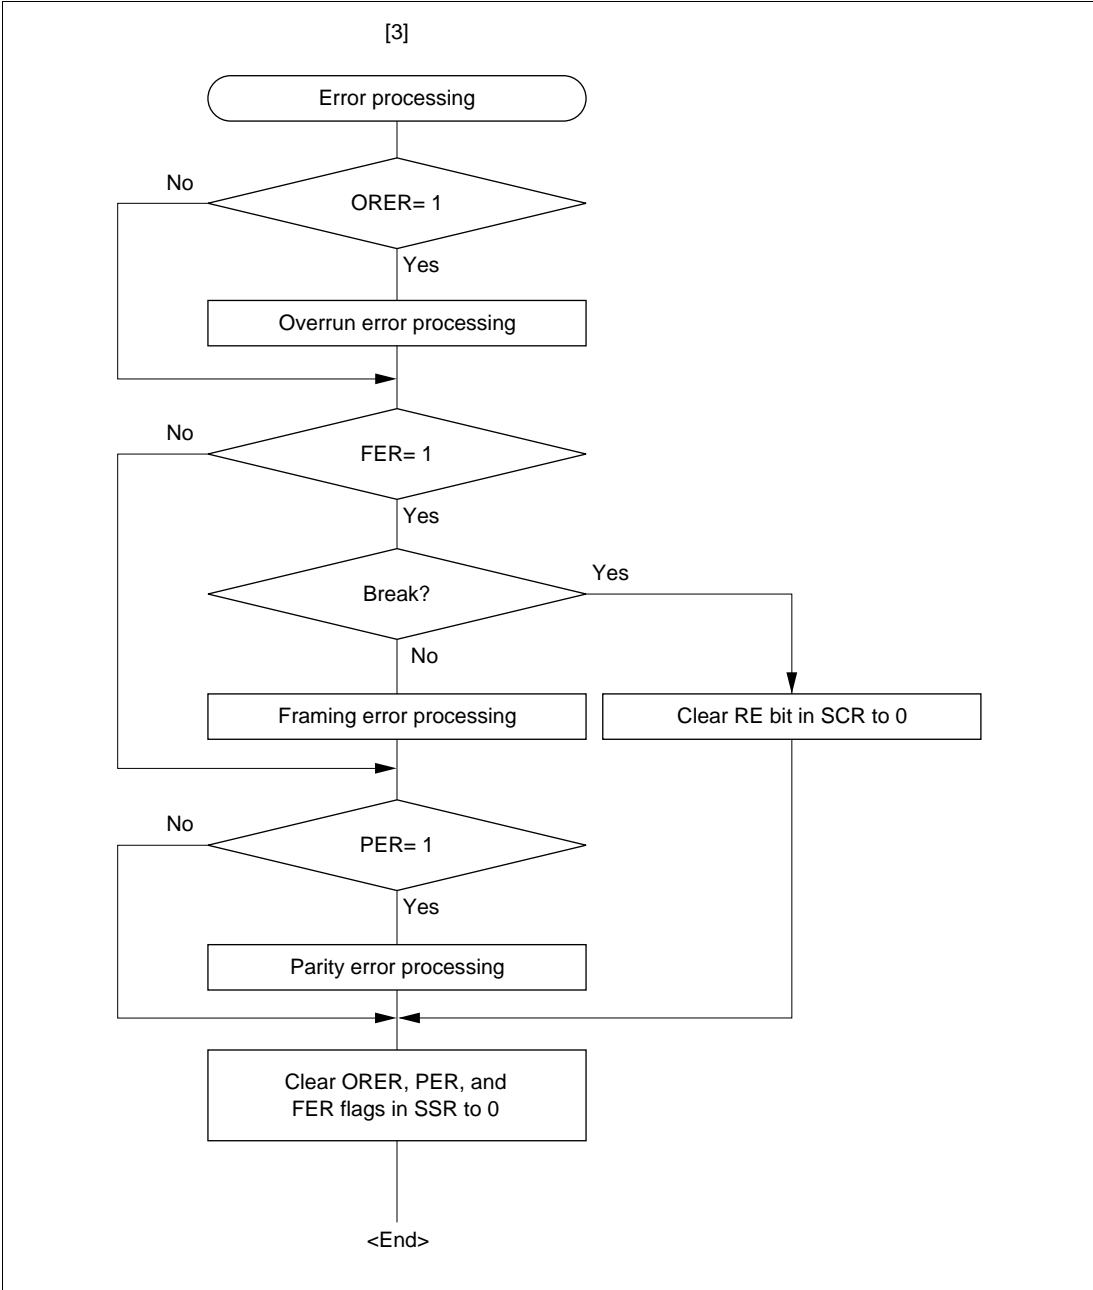 [3]
Error processing
No
ORER= 1
Yes
Overrun error processing
No
FER= 1
Yes
Break?
Yes
No
Framing error processing
Clear RE bit in SCR to 0
No
PER= 1
Yes
Parity error processing
Clear ORER, PER, and
FER flags in SSR to 0
<End>